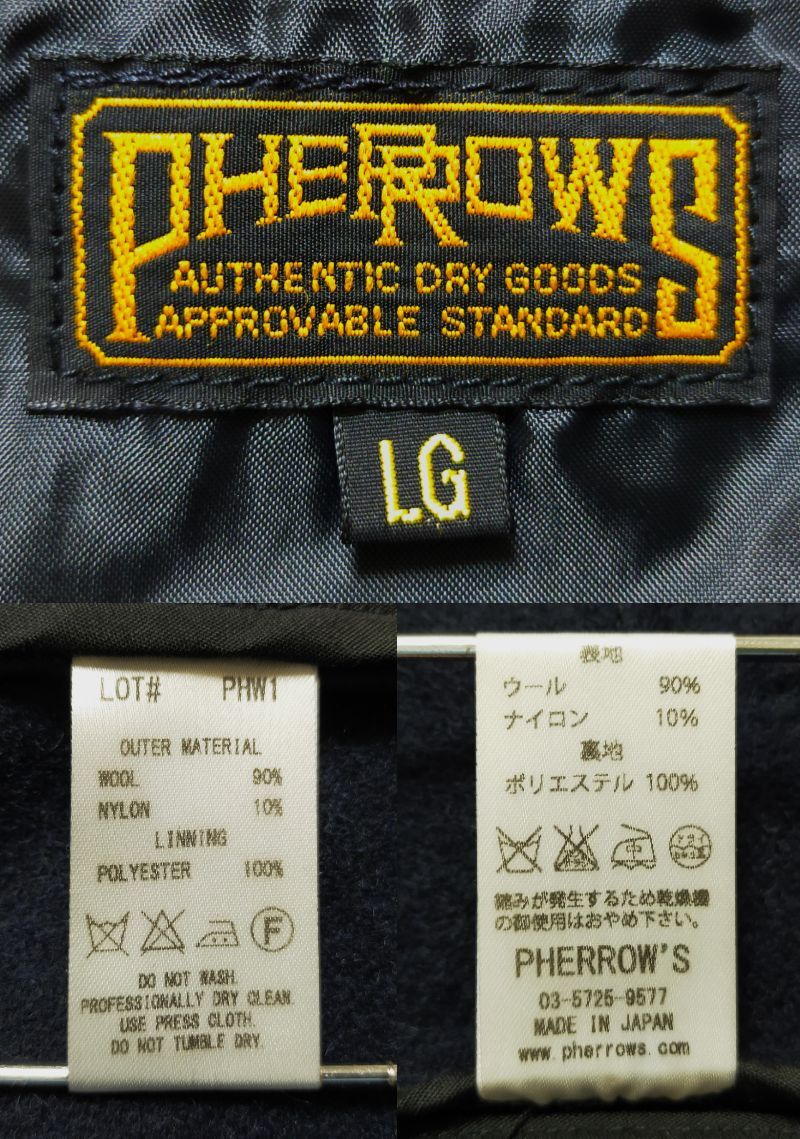 PHERROWS
AUTHENTIC DRY GOODS
APPROVABLE STANDARD
LG
LOT# PHW1
OUTER MATERIAL
WOOL 90%
NYLON 10%
LINNING
POLYESTER 100%
F
DO NOT WASH.
PROFESSIONALLY DRY CLEAN.
USE PRESS CLOTH.
DO NOT TUMBLE DRY.
表地
ウール 90%
ナイロン 10%
裏地
ポリエステル 100%
縮みが発生するため乾燥機
の御使用はおやめ下さい。
PHERROW'S
03-5725-9577
MADE IN JAPAN
www.pherrows.com